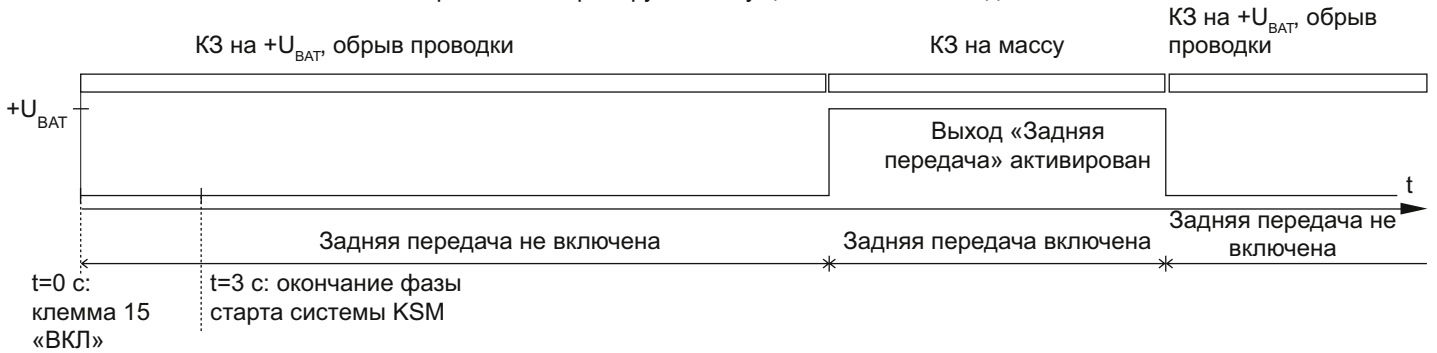 КЗ на +U_BAT, обрыв проводки
КЗ на массу
КЗ на +U_BAT, обрыв
проводки
+U_BAT
Выход «Задняя
передача» активирован
t
Задняя передача не включена
Задняя передача включена
Задняя передача не
включена
t=0 с:
клемма 15
«ВКЛ»
t=3 с: окончание фазы
старта системы KSM